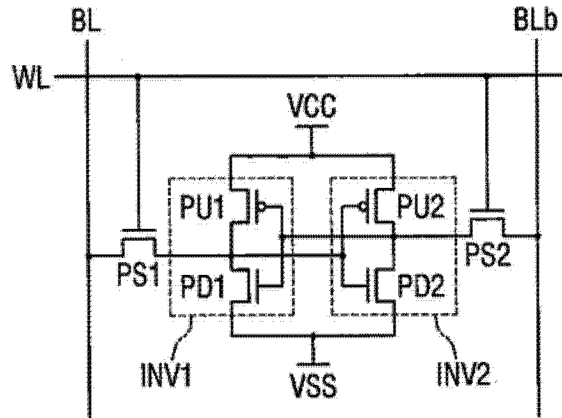 BL
BLb
WL
VCC
PU1
PU2
PS1
PS2
PD1
PD2
INV1
VSS
INV2